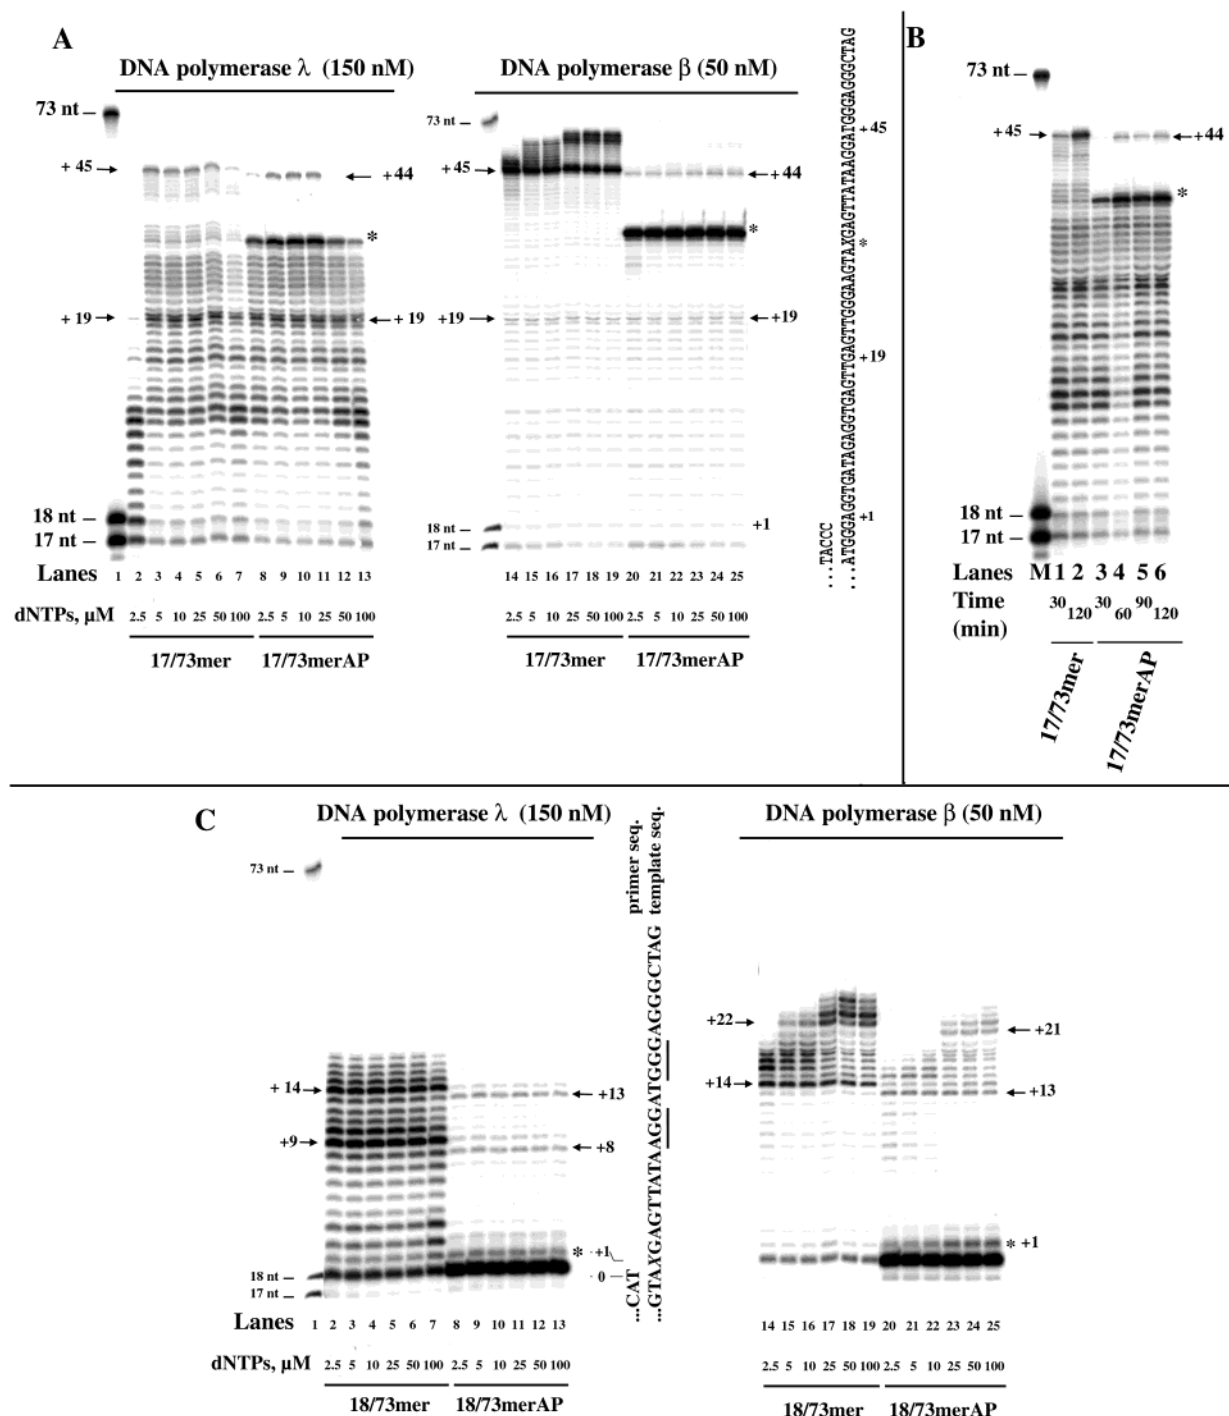 A
DNA polymerase λ (150 nM)
DNA polymerase β (50 nM)
73 nt
+ 45
+ 44
*
+ 19
+ 19
18 nt
17 nt
73 nt
+45
+44
*
+19
+19
18 nt
+1
17 nt
Lanes 1 2 3 4 5 6 7 8 9 10 11 12 13
14 15 16 17 18 19 20 21 22 23 24 25
dNTPs, μM 2.5 5 10 25 50 100 2.5 5 10 25 50 100
2.5 5 10 25 50 100 2.5 5 10 25 50 100
17/73mer 17/73merAP
17/73mer 17/73merAP
...TACCC
...ATGGGAGGTGATAGAGGTGAGTTGAGTTGGGAAGTAXGAGTTATAAGGATGGGAGGGCTAG
+1
+19
*
+45
B
73 nt
+45
+44
*
18 nt
17 nt
Lanes M 1 2 3 4 5 6
Time (min) 30 120 30 60 90 120
17/73mer
17/73merAP
C
DNA polymerase λ (150 nM)
DNA polymerase β (50 nM)
73 nt
+ 14
+13
+9
+8
* +1
0
18 nt
17 nt
primer seq.
template seq.
...CAT
...GTAXGAGTTATAAGGATGGGAGGGCTAG
+22
+21
+14
+13
* +1
Lanes 1 2 3 4 5 6 7 8 9 10 11 12 13
14 15 16 17 18 19 20 21 22 23 24 25
dNTPs, μM 2.5 5 10 25 50 100 2.5 5 10 25 50 100
2.5 5 10 25 50 100 2.5 5 10 25 50 100
18/73mer 18/73merAP
18/73mer 18/73merAP